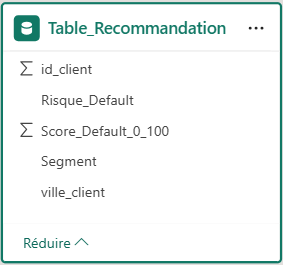 Table_Recommandation ...
Σ id_client
Risque_Default
Σ Score_Default_0_100
Segment
ville_client
Réduire